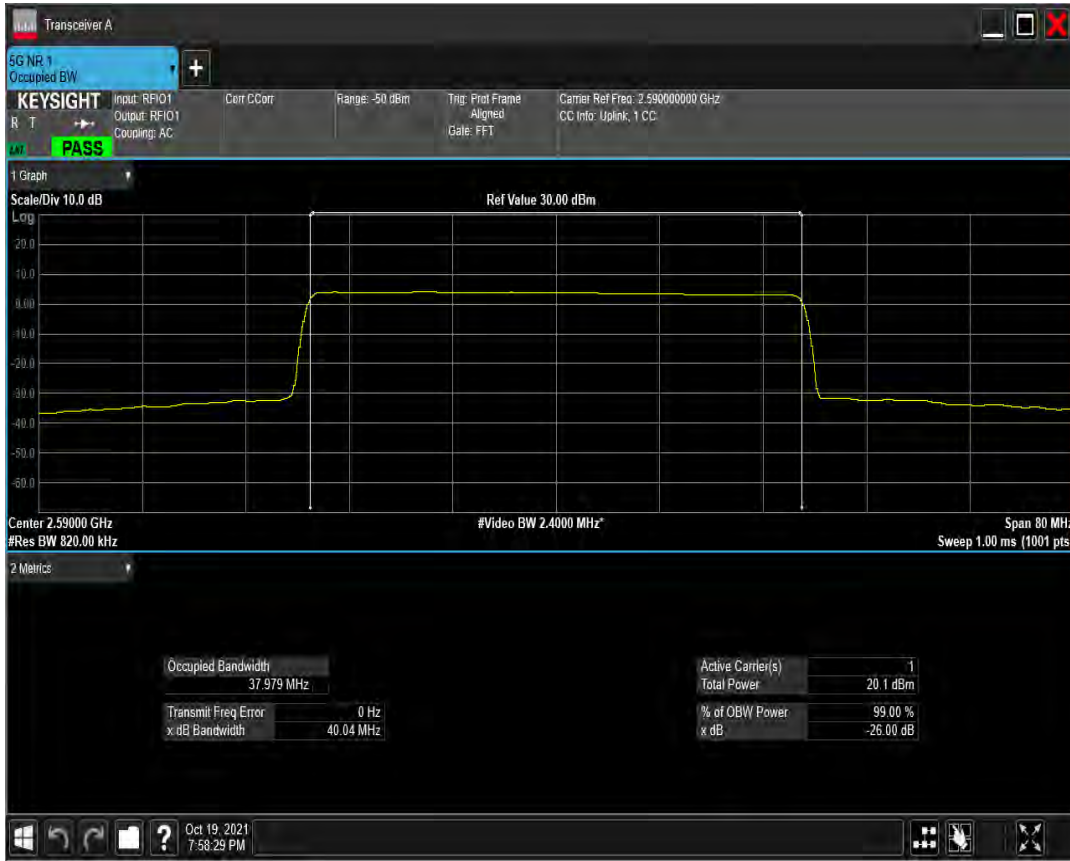 Transceiver A
5G NR 1
Occupied BW
+
KEYSIGHT
R T
PASS
Input: RFIO1
Output: RFIO1
Coupling: AC
Corr CCorr
Range: -50 dBm
Trig: Prot Frame
Aligned
Gate: FFT
Carrier Ref Freq: 2.590000000 GHz
CC Info: Uplink, 1 CC
1 Graph
Scale/Div 10.0 dB
Ref Value 30.00 dBm
Log
20.0
10.0
0.00
-10.0
-20.0
-30.0
-40.0
-50.0
-60.0
Center 2.59000 GHz
#Video BW 2.4000 MHz*
Span 80 MHz
#Res BW 820.00 kHz
Sweep 1.00 ms (1001 pts
2 Metrics
Occupied Bandwidth
37.979 MHz
Transmit Freq Error 0 Hz
x dB Bandwidth 40.04 MHz
Active Carrier(s) 1
Total Power 20.1 dBm
% of OBW Power 99.00 %
x dB -26.00 dB
?
Oct 19, 2021
7:58:29 PM